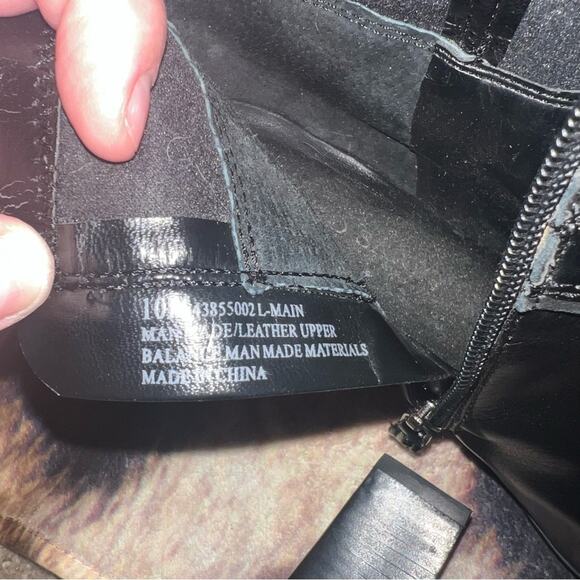 10 43855002 L-MAIN
MAN MADE/LEATHER UPPER
BALANCE MAN MADE MATERIALS
MADE IN CHINA